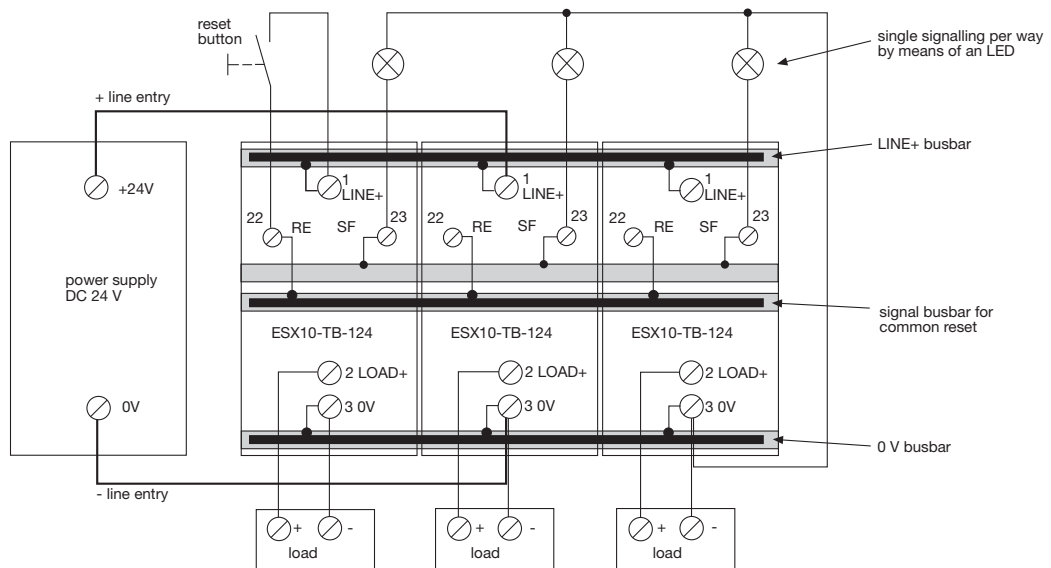 reset
button
single signalling per way
by means of an LED
+ line entry
LINE+ busbar
+24V
1
LINE+
1
LINE+
1
LINE+
22
RE
SF
23
22
RE
SF
23
22
RE
SF
23
power supply
DC 24 V
signal busbar for
common reset
ESX10-TB-124
ESX10-TB-124
ESX10-TB-124
2 LOAD+
2 LOAD+
2 LOAD+
0V
3 0V
3 0V
3 0V
0 V busbar
- line entry
+
-
+
-
+
-
load
load
load